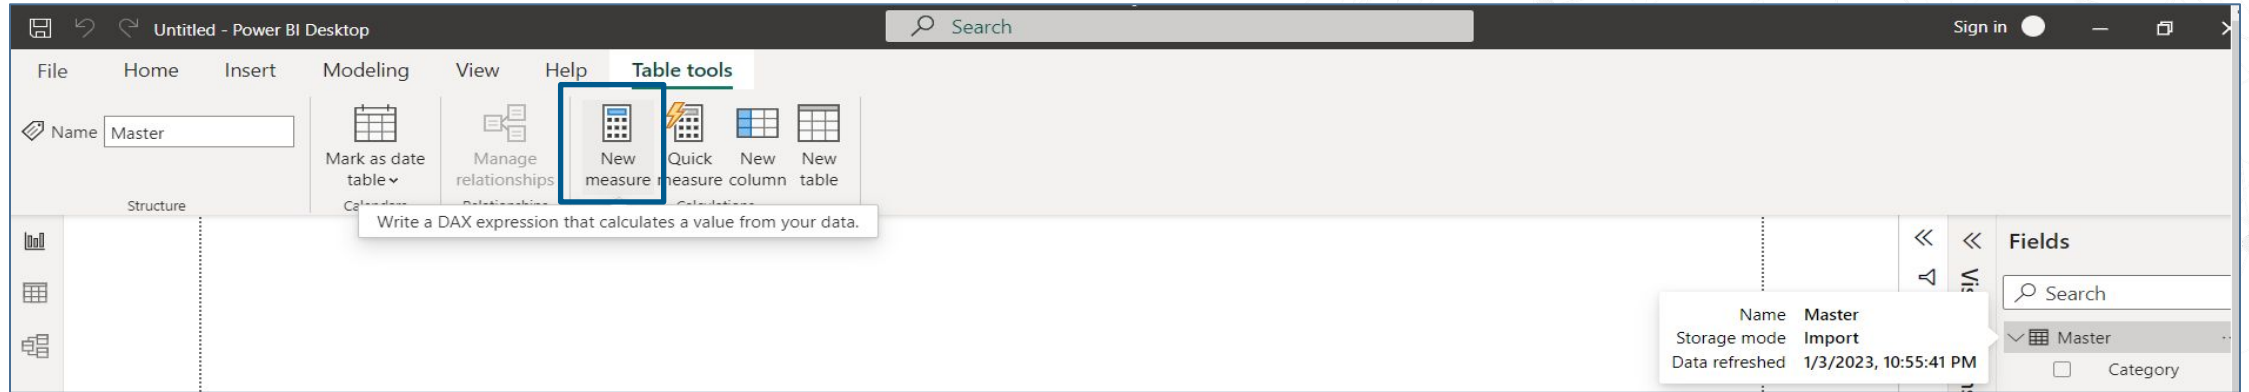 Untitled - Power BI Desktop
Search
Sign in
File Home Insert Modeling View Help Table tools
Name Master
Mark as date
table
Manage
relationships
New
measure
Quick
measure
New
column
New
table
Structure
Calendars
Relationships
Calculations
Write a DAX expression that calculates a value from your data.
Fields
Search
Name Master
Storage mode Import
Data refreshed 1/3/2023, 10:55:41 PM
Master
Category